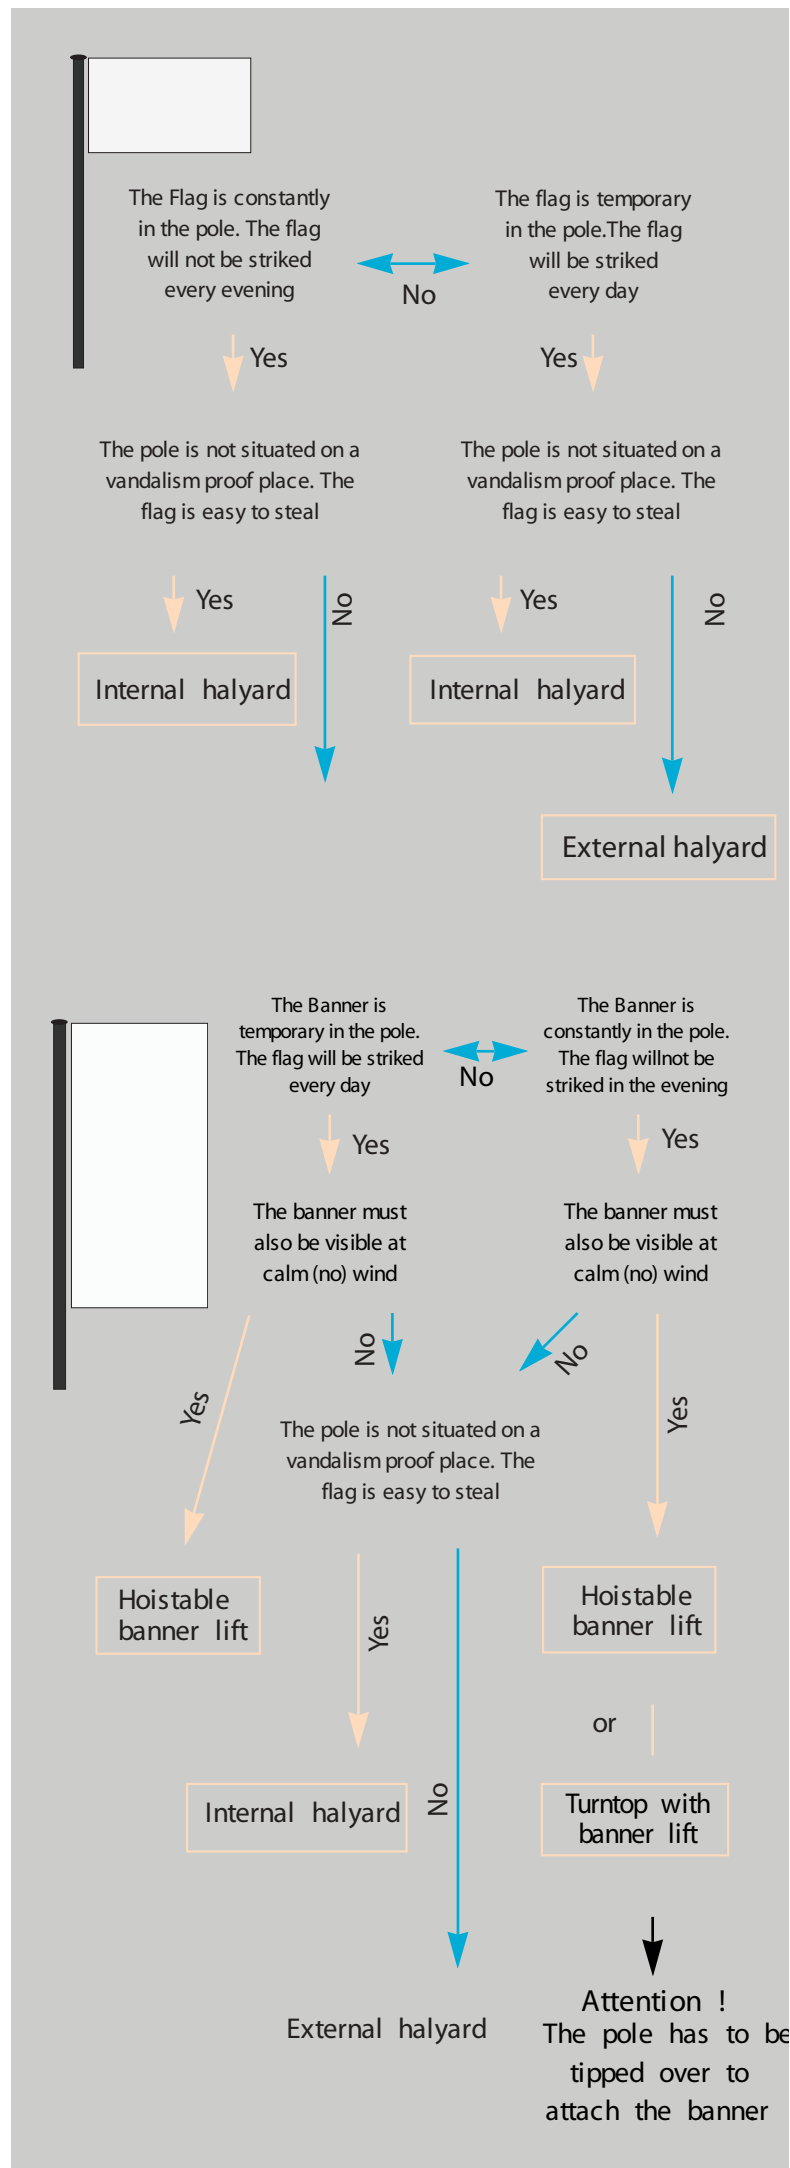 The Flag is constantly
in the pole. The flag
will not be striked
every evening
No
The flag is temporary
in the pole.The flag
will be striked
every day
Yes
Yes
The pole is not situated on a
vandalism proof place. The
flag is easy to steal
The pole is not situated on a
vandalism proof place. The
flag is easy to steal
Yes
No
Yes
No
Internal halyard
Internal halyard
External halyard
The Banner is
temporary in the pole.
The flag will be striked
every day
No
The Banner is
constantly in the pole.
The flag willnot be
striked in the evening
Yes
Yes
The banner must
also be visible at
calm (no) wind
The banner must
also be visible at
calm (no) wind
Yes
No
No
Yes
The pole is not situated on a
vandalism proof place. The
flag is easy to steal
Hoistable
banner lift
Yes
No
Hoistable
banner lift
or
Internal halyard
Turntop with
banner lift
External halyard
Attention !
The pole has to be
tipped over to
attach the banner